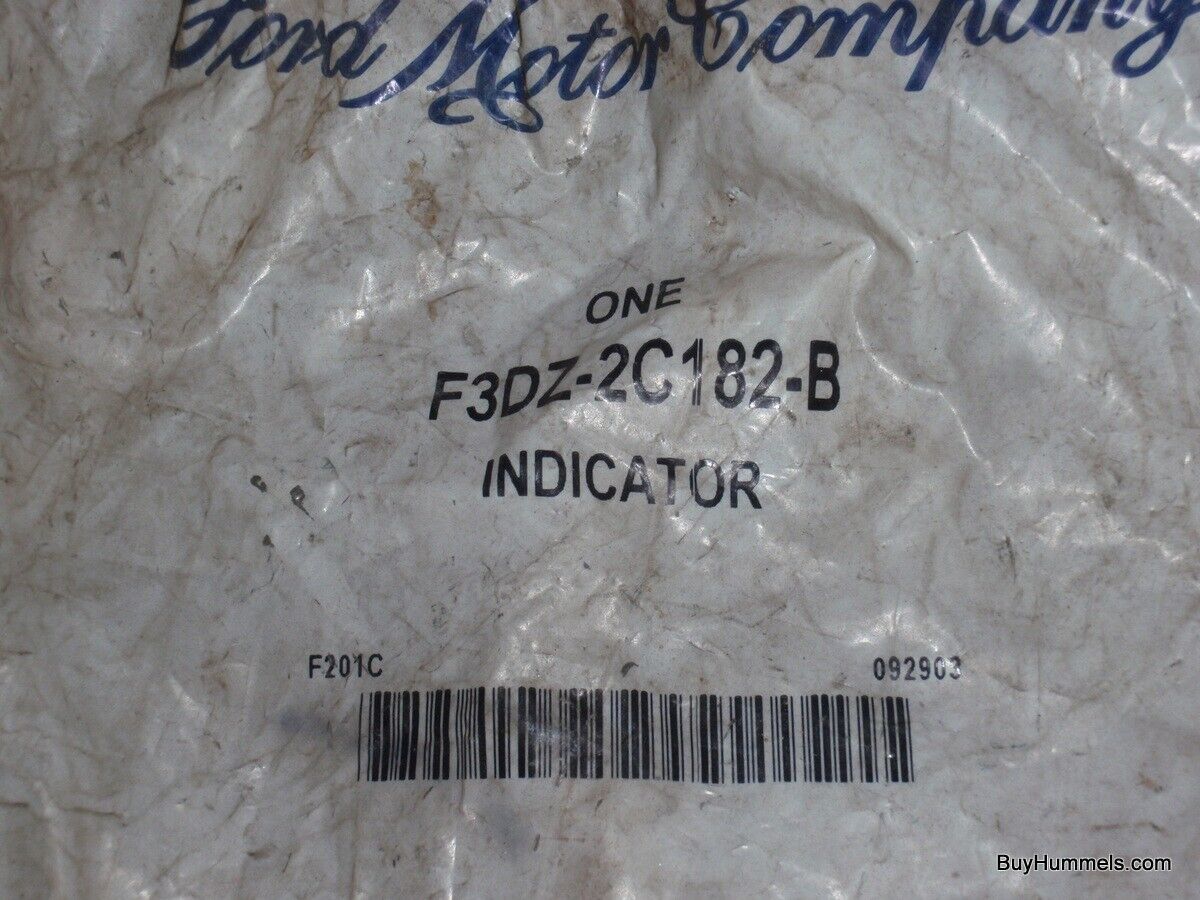 Ford Motor Company
ONE
F3DZ-2C182-B
INDICATOR
F201C 092903
BuyHummels.com